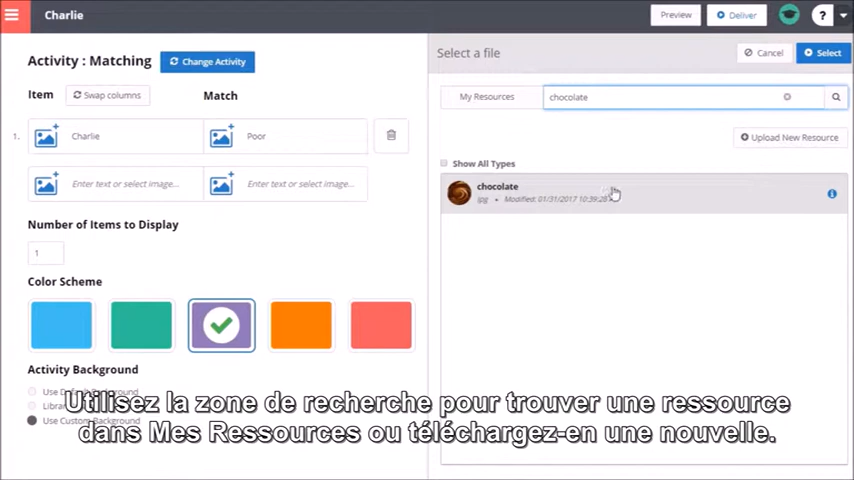 Charlie
Preview
Deliver
?
Activity : Matching
Change Activity
Select a file
Cancel
Select
Item
Swap columns
Match
My Resources
chocolate
1.
Charlie
Poor
Upload New Resource
Show All Types
Enter text or select image...
Enter text or select image...
chocolate
jpg • Modified: 01/31/2017 10:39:28
Number of Items to Display
1
Color Scheme
Activity Background
Use Default Background
Use Custom Background
Utilisez la zone de recherche pour trouver une ressource
dans Mes Ressources ou téléchargez-en une nouvelle.